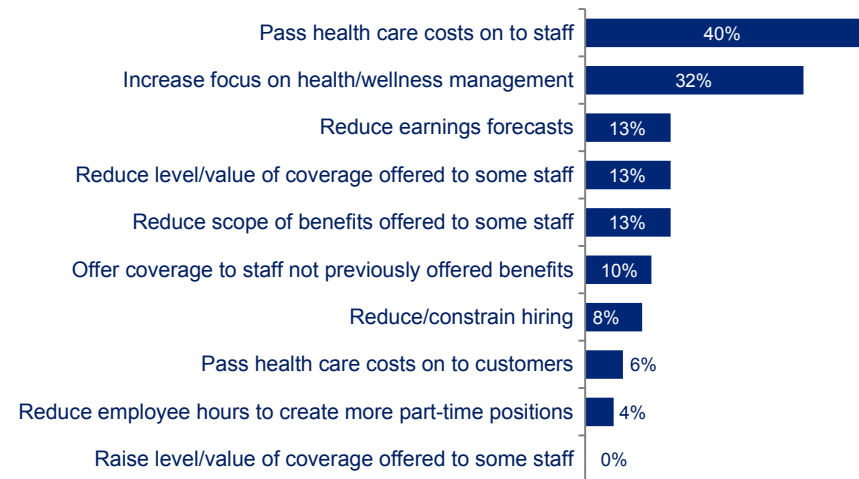 Pass health care costs on to staff 40%
Increase focus on health/wellness management 32%
Reduce earnings forecasts 13%
Reduce level/value of coverage offered to some staff 13%
Reduce scope of benefits offered to some staff 13%
Offer coverage to staff not previously offered benefits 10%
Reduce/constrain hiring 8%
Pass health care costs on to customers 6%
Reduce employee hours to create more part-time positions 4%
Raise level/value of coverage offered to some staff 0%